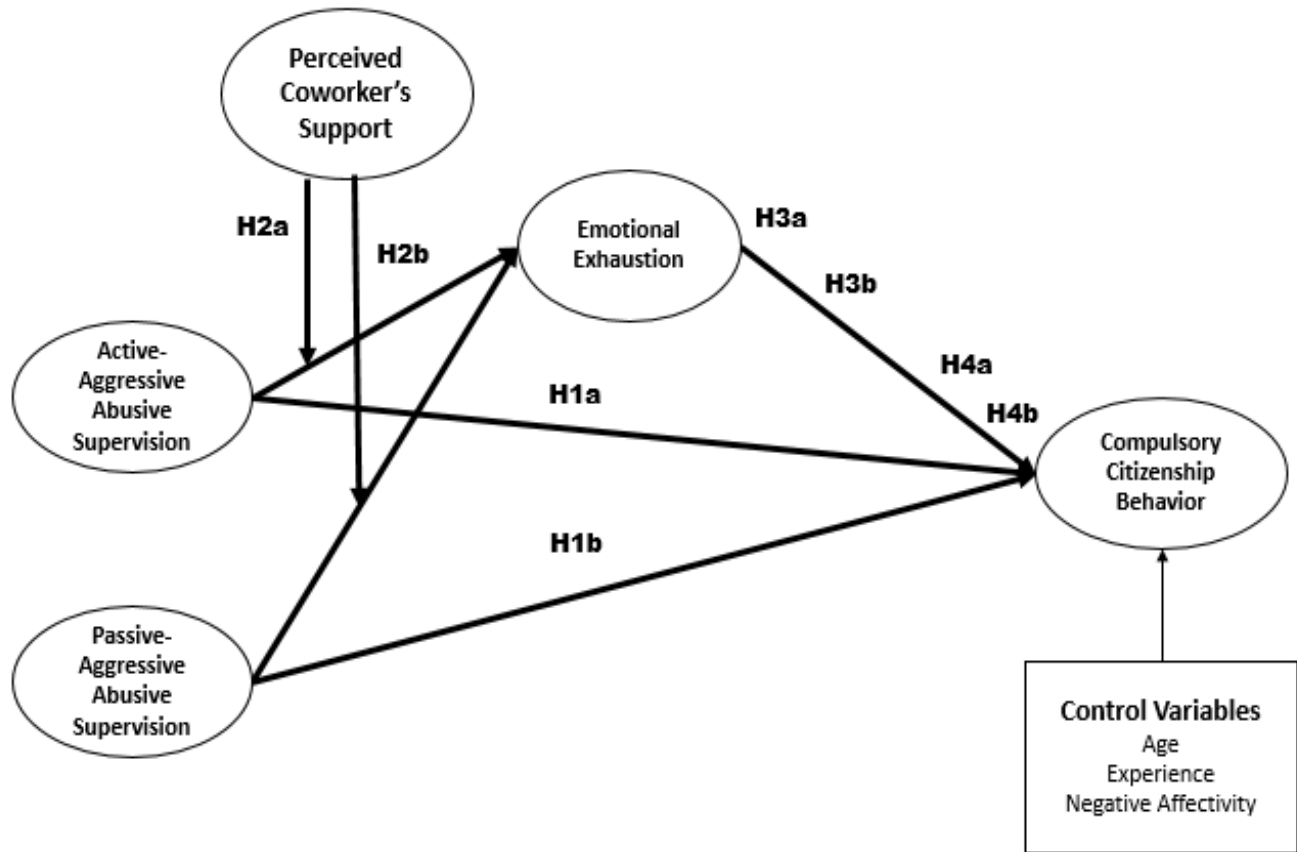 Perceived
Coworker's
Support
H2a
H2b
Emotional
Exhaustion
H3a
H3b
Active-
Aggressive
Abusive
Supervision
H1a
H4a
H4b
Compulsory
Citizenship
Behavior
H1b
Passive-
Aggressive
Abusive
Supervision
Control Variables
Age
Experience
Negative Affectivity